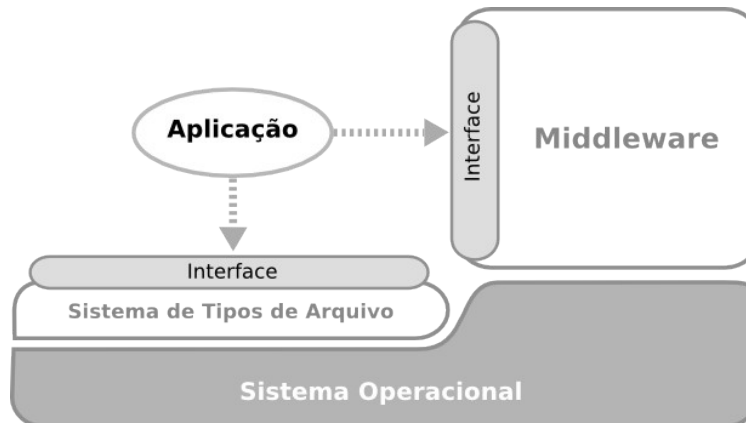 Aplicação
Interface
Middleware
Interface
Sistema de Tipos de Arquivo
Sistema Operacional